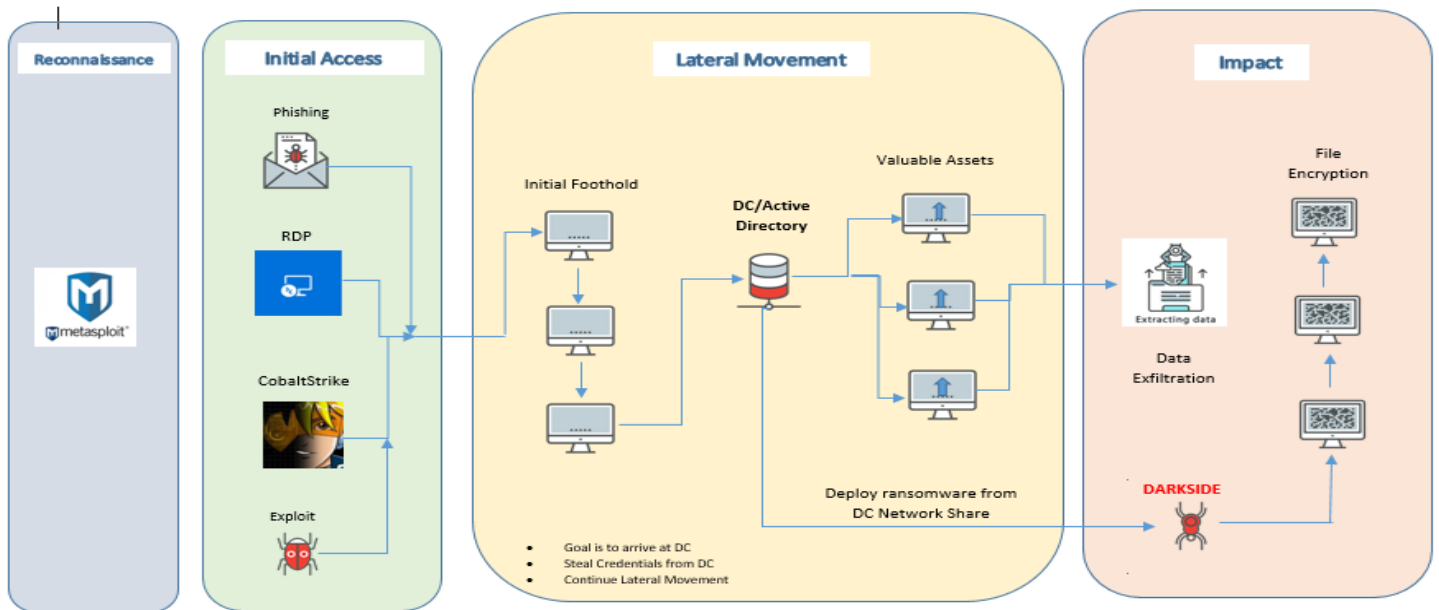 Reconnaissance
metasploit®
Initial Access
Phishing
RDP
CobaltStrike
Exploit
Lateral Movement
Initial Foothold
DC/Active
Directory
Valuable Assets
Deploy ransomware from
DC Network Share
• Goal is to arrive at DC
• Steal Credentials from DC
• Continue Lateral Movement
Impact
Extracting data
Data
Exfiltration
File
Encryption
DARKSIDE